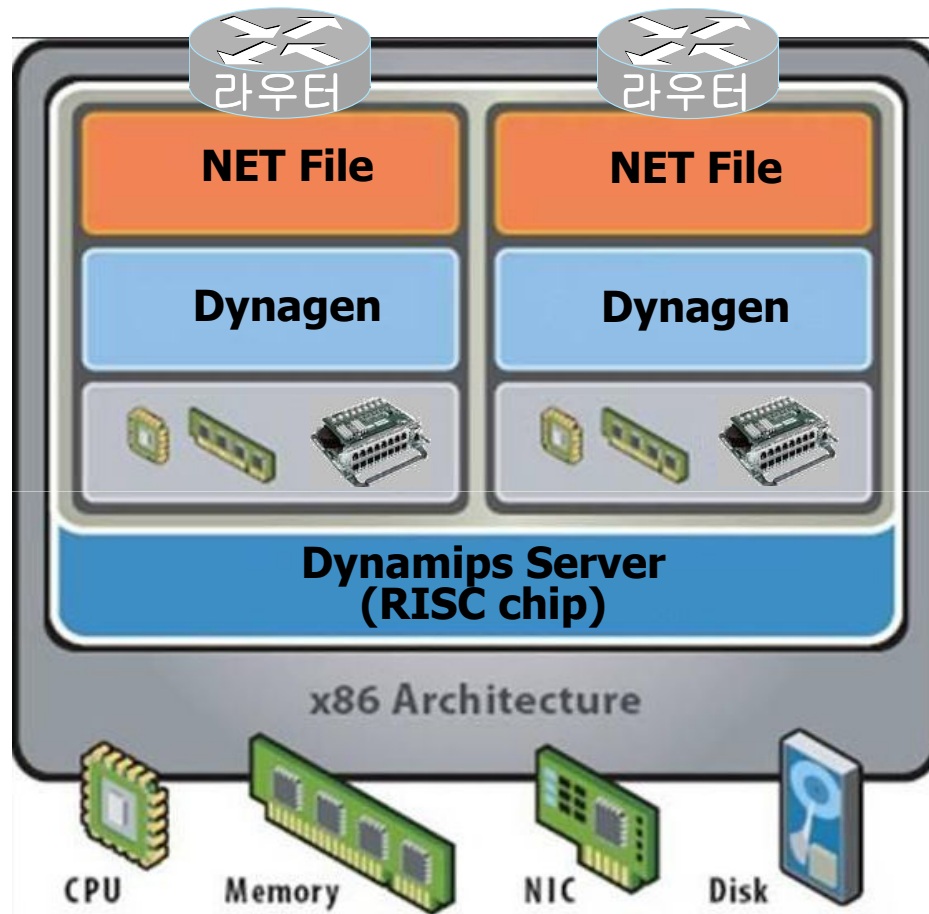 라우터
라우터
NET File
NET File
Dynagen
Dynagen
Dynamips Server
(RISC chip)
x86 Architecture
CPU
Memory
NIC
Disk